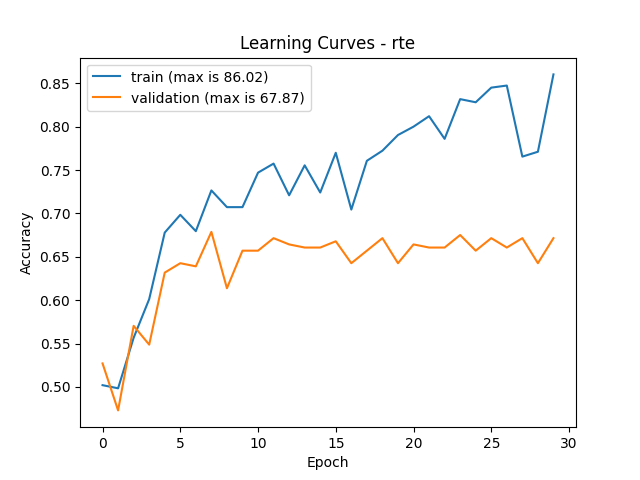 Learning Curves - rte
train (max is 86.02)
validation (max is 67.87)
Accuracy
0.85
0.80
0.75
0.70
0.65
0.60
0.55
0.50
0 5 10 15 20 25 30
Epoch